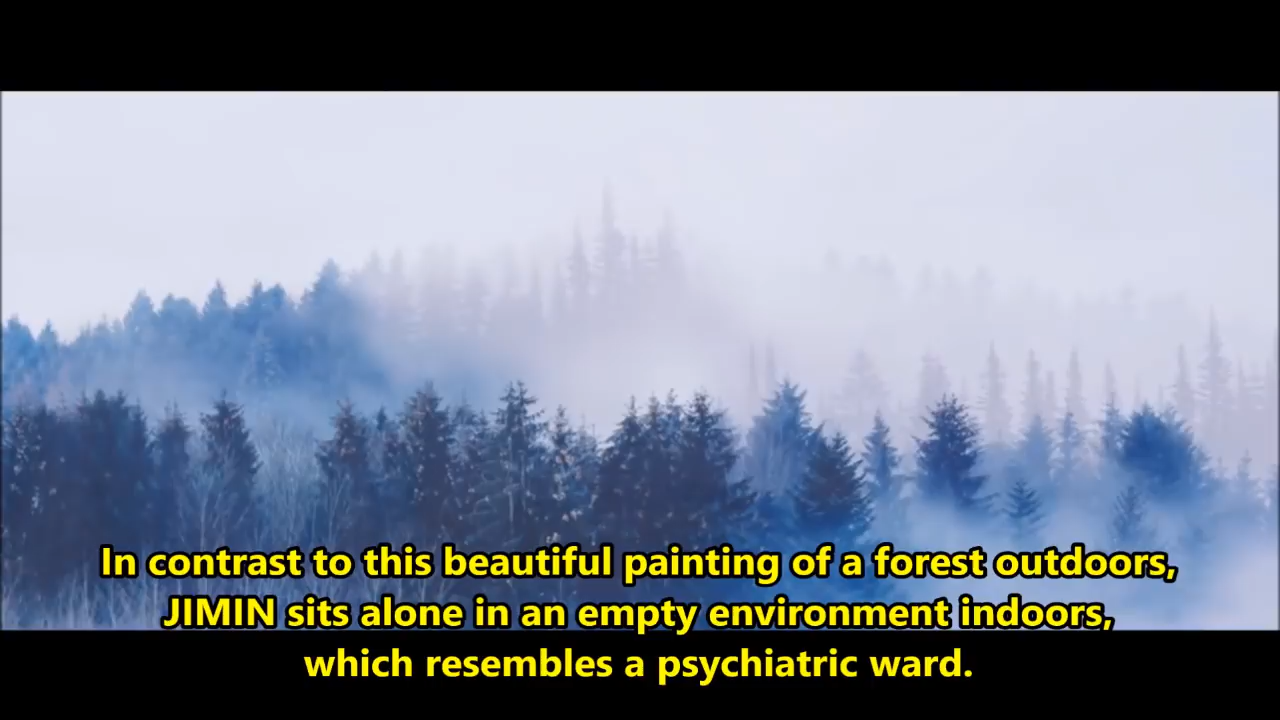 In contrast to this beautiful painting of a forest outdoors,
JIMIN sits alone in an empty environment indoors,
which resembles a psychiatric ward.